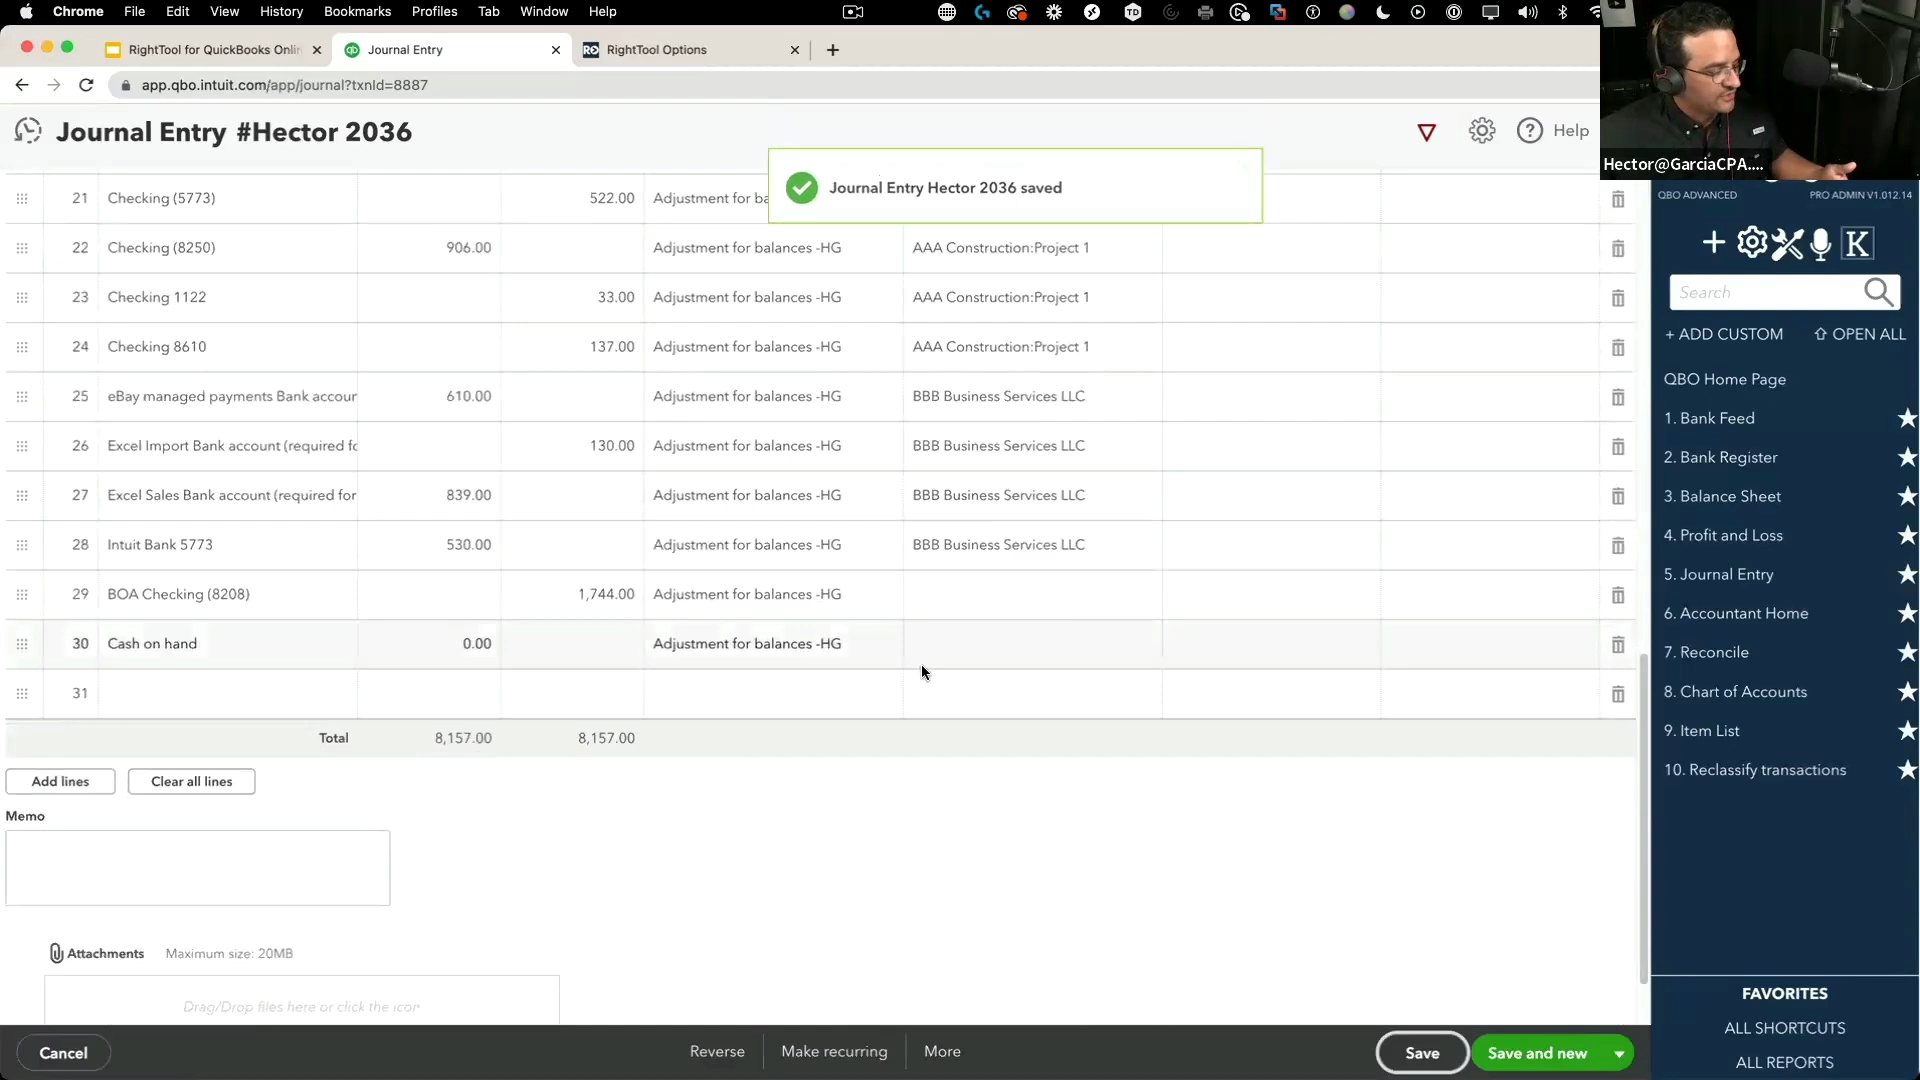 Chrome File Edit View History Bookmarks Profiles Tab Window Help
RightTool for QuickBooks Onlin
Journal Entry
RightTool Options
app.qbo.intuit.com/app/journal?txnId=8887
Journal Entry #Hector 2036
Help
Hector@GarciaCPA....
Journal Entry Hector 2036 saved
QBO ADVANCED PRO ADMIN V1.012.14
21 Checking (5773) 522.00 Adjustment for ba
22 Checking (8250) 906.00 Adjustment for balances -HG AAA Construction:Project 1
23 Checking 1122 33.00 Adjustment for balances -HG AAA Construction:Project 1
24 Checking 8610 137.00 Adjustment for balances -HG AAA Construction:Project 1
25 eBay managed payments Bank accour 610.00 Adjustment for balances -HG BBB Business Services LLC
26 Excel Import Bank account (required fo 130.00 Adjustment for balances -HG BBB Business Services LLC
27 Excel Sales Bank account (required for 839.00 Adjustment for balances -HG BBB Business Services LLC
28 Intuit Bank 5773 530.00 Adjustment for balances -HG BBB Business Services LLC
29 BOA Checking (8208) 1,744.00 Adjustment for balances -HG
30 Cash on hand 0.00 Adjustment for balances -HG
31
Total 8,157.00 8,157.00
Add lines Clear all lines
Memo
Attachments Maximum size: 20MB
Drag/Drop files here or click the icon
Cancel Reverse Make recurring More Save Save and new
K
Search
+ ADD CUSTOM OPEN ALL
QBO Home Page
1. Bank Feed
2. Bank Register
3. Balance Sheet
4. Profit and Loss
5. Journal Entry
6. Accountant Home
7. Reconcile
8. Chart of Accounts
9. Item List
10. Reclassify transactions
FAVORITES
ALL SHORTCUTS
ALL REPORTS